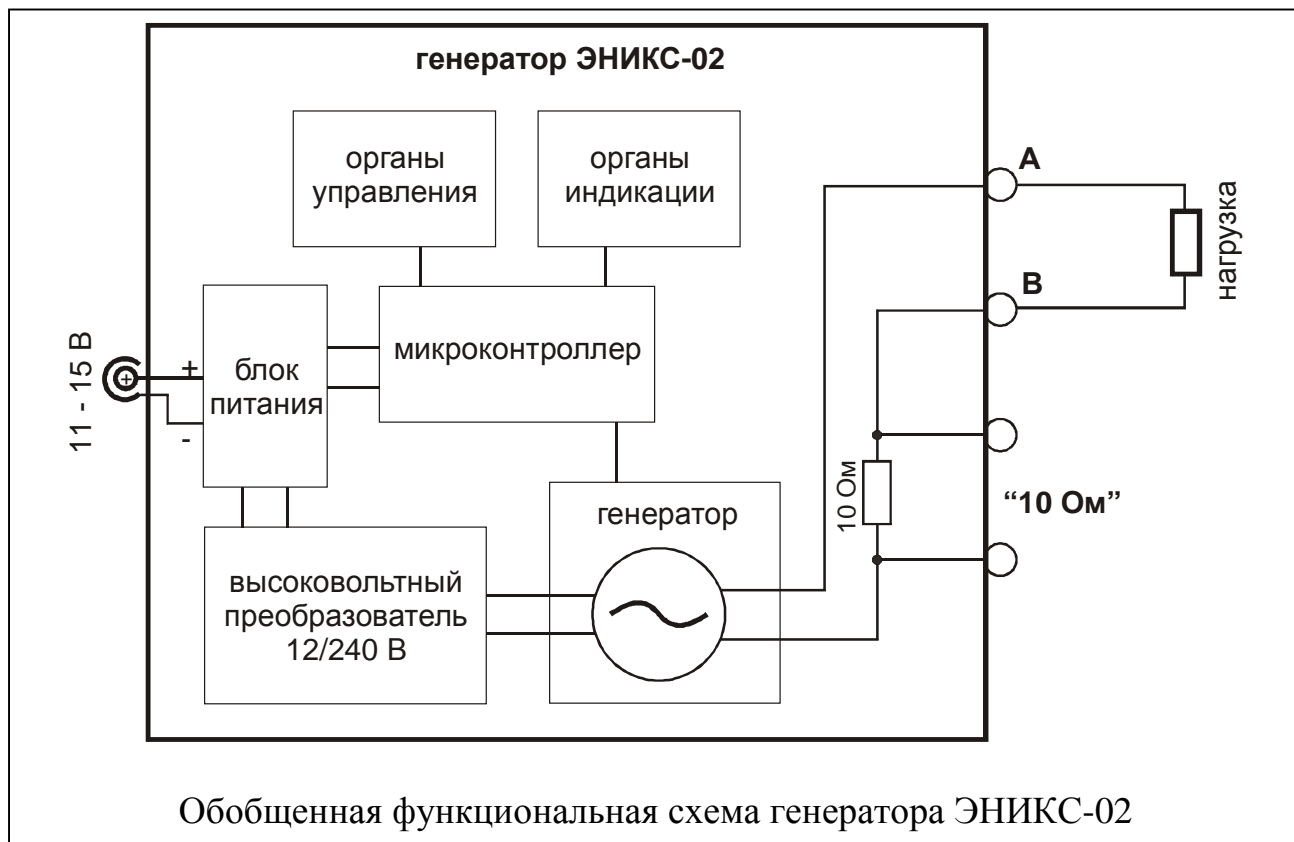 генератор ЭНИКС-02
органы
управления
органы
индикации
A
нагрузка
B
11 - 15 В
+
+
-
блок
питания
микроконтроллер
10 Ом
“10 Ом”
генератор
высоковольтный
преобразователь
12/240 В
Обобщенная функциональная схема генератора ЭНИКС-02